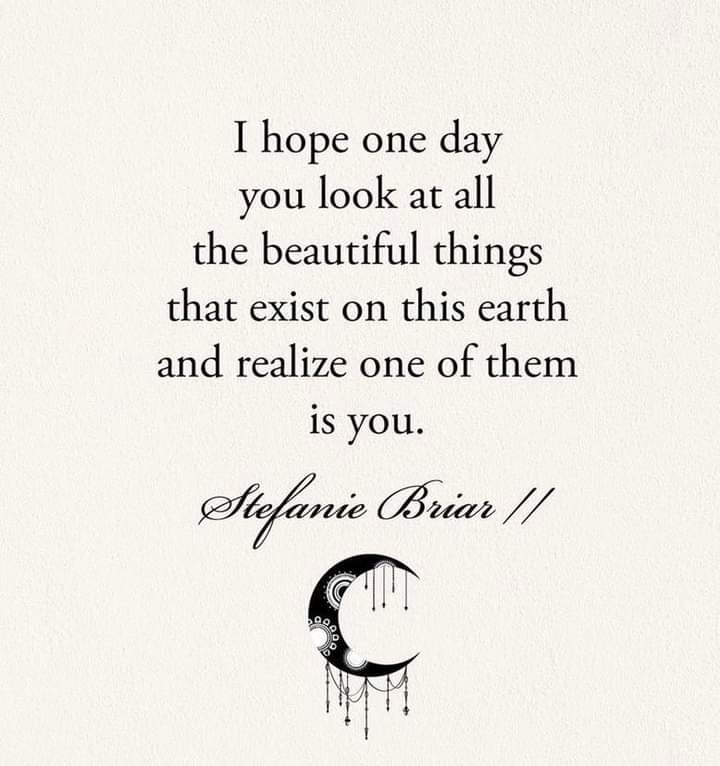 I hope one day
you look at all
the beautiful things
that exist on this earth
and realize one of them
is you.
Stefanie Briar //